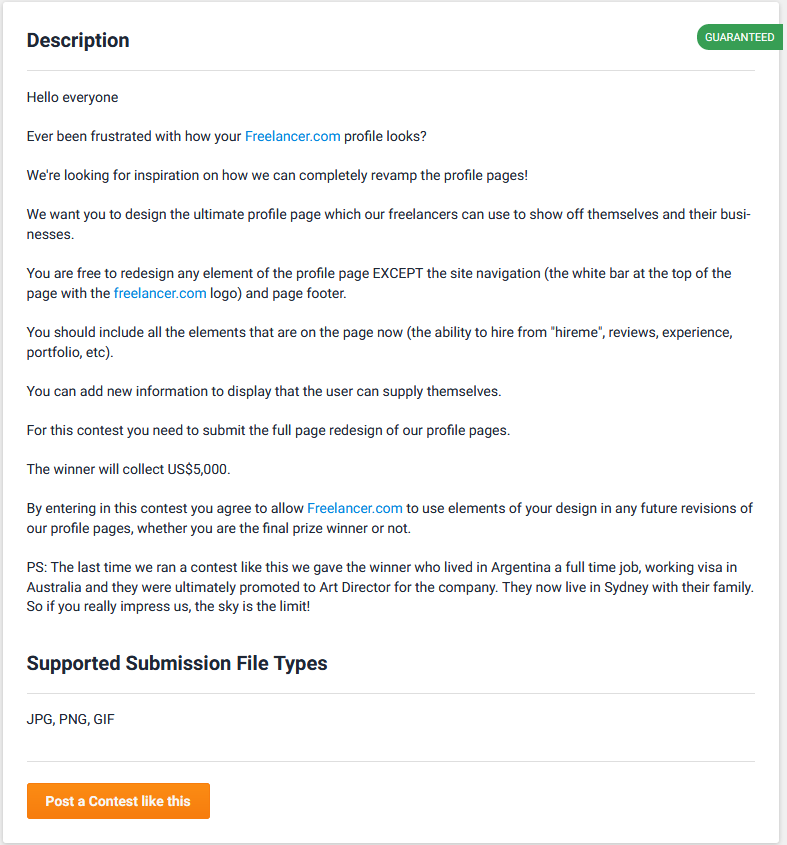 Description
GUARANTEED
Hello everyone
Ever been frustrated with how your Freelancer.com profile looks?
We're looking for inspiration on how we can completely revamp the profile pages!
We want you to design the ultimate profile page which our freelancers can use to show off themselves and their busi-
nesses.
You are free to redesign any element of the profile page EXCEPT the site navigation (the white bar at the top of the
page with the freelancer.com logo) and page footer.
You should include all the elements that are on the page now (the ability to hire from "hireme", reviews, experience,
portfolio, etc).
You can add new information to display that the user can supply themselves.
For this contest you need to submit the full page redesign of our profile pages.
The winner will collect US$5,000.
By entering in this contest you agree to allow Freelancer.com to use elements of your design in any future revisions of
our profile pages, whether you are the final prize winner or not.
PS: The last time we ran a contest like this we gave the winner who lived in Argentina a full time job, working visa in
Australia and they were ultimately promoted to Art Director for the company. They now live in Sydney with their family.
So if you really impress us, the sky is the limit!
Supported Submission File Types
JPG, PNG, GIF
Post a Contest like this